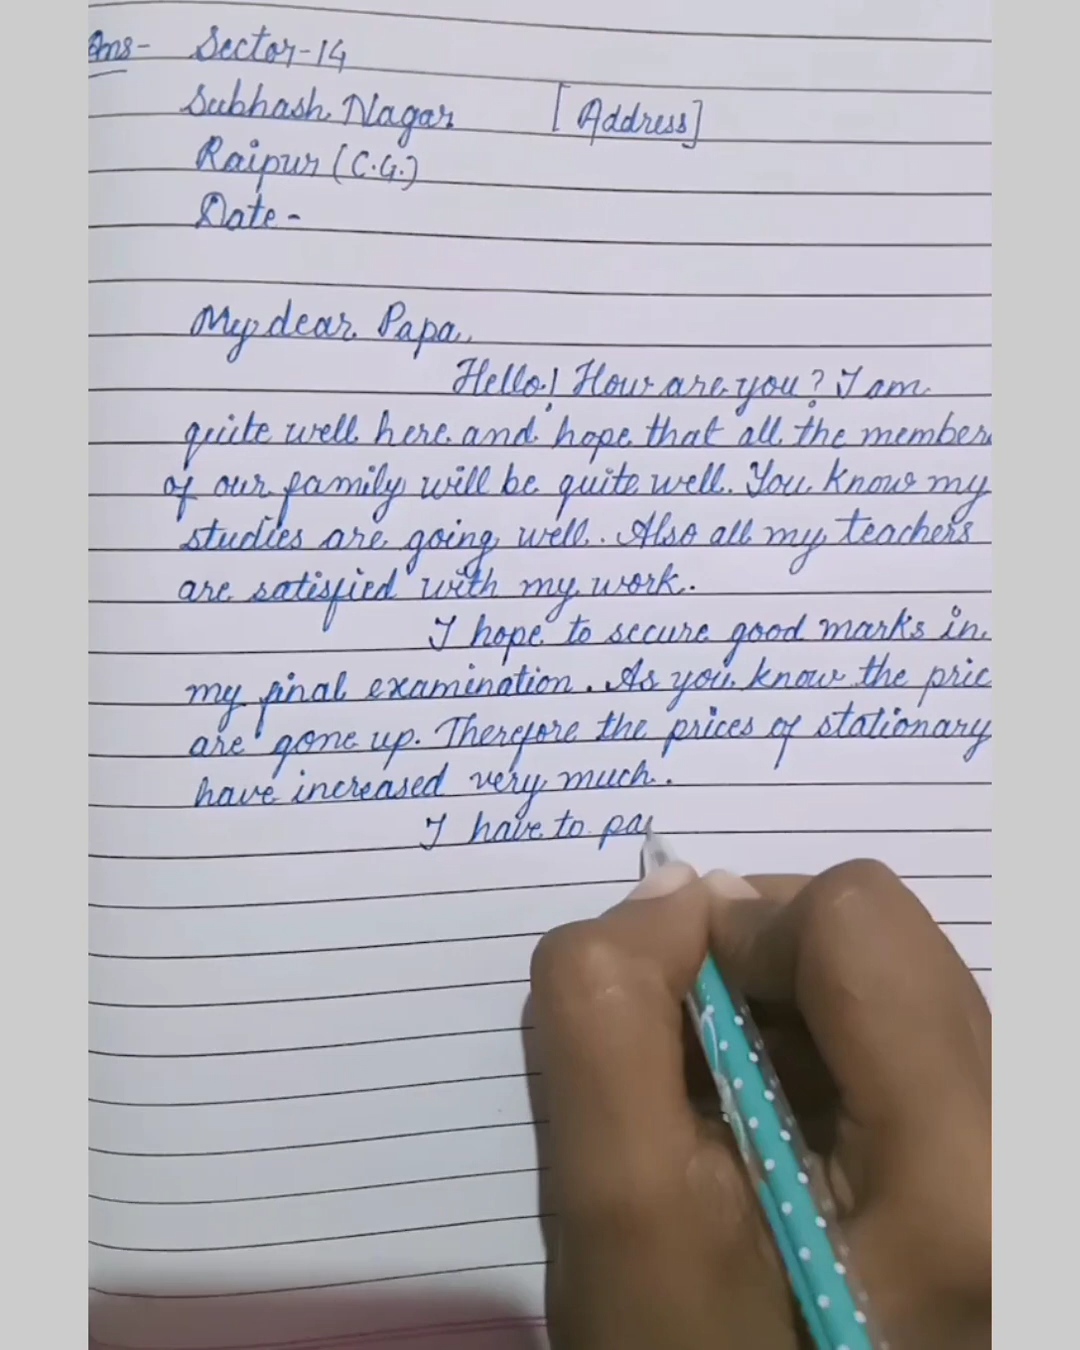 Ans- Sector-14
Subhash Nagar [Address]
Raipur (C.G.)
Date -
My dear Papa,
Hello! How are you? I am
quite well here and hope that all the member
of our family will be quite well. You know my
studies are going well. Also all my teachers
are satisfied with my work.
I hope to secure good marks in
my final examination. As you know the pric
are gone up. Therefore the prices of stationary
have increased very much.
I have to pa